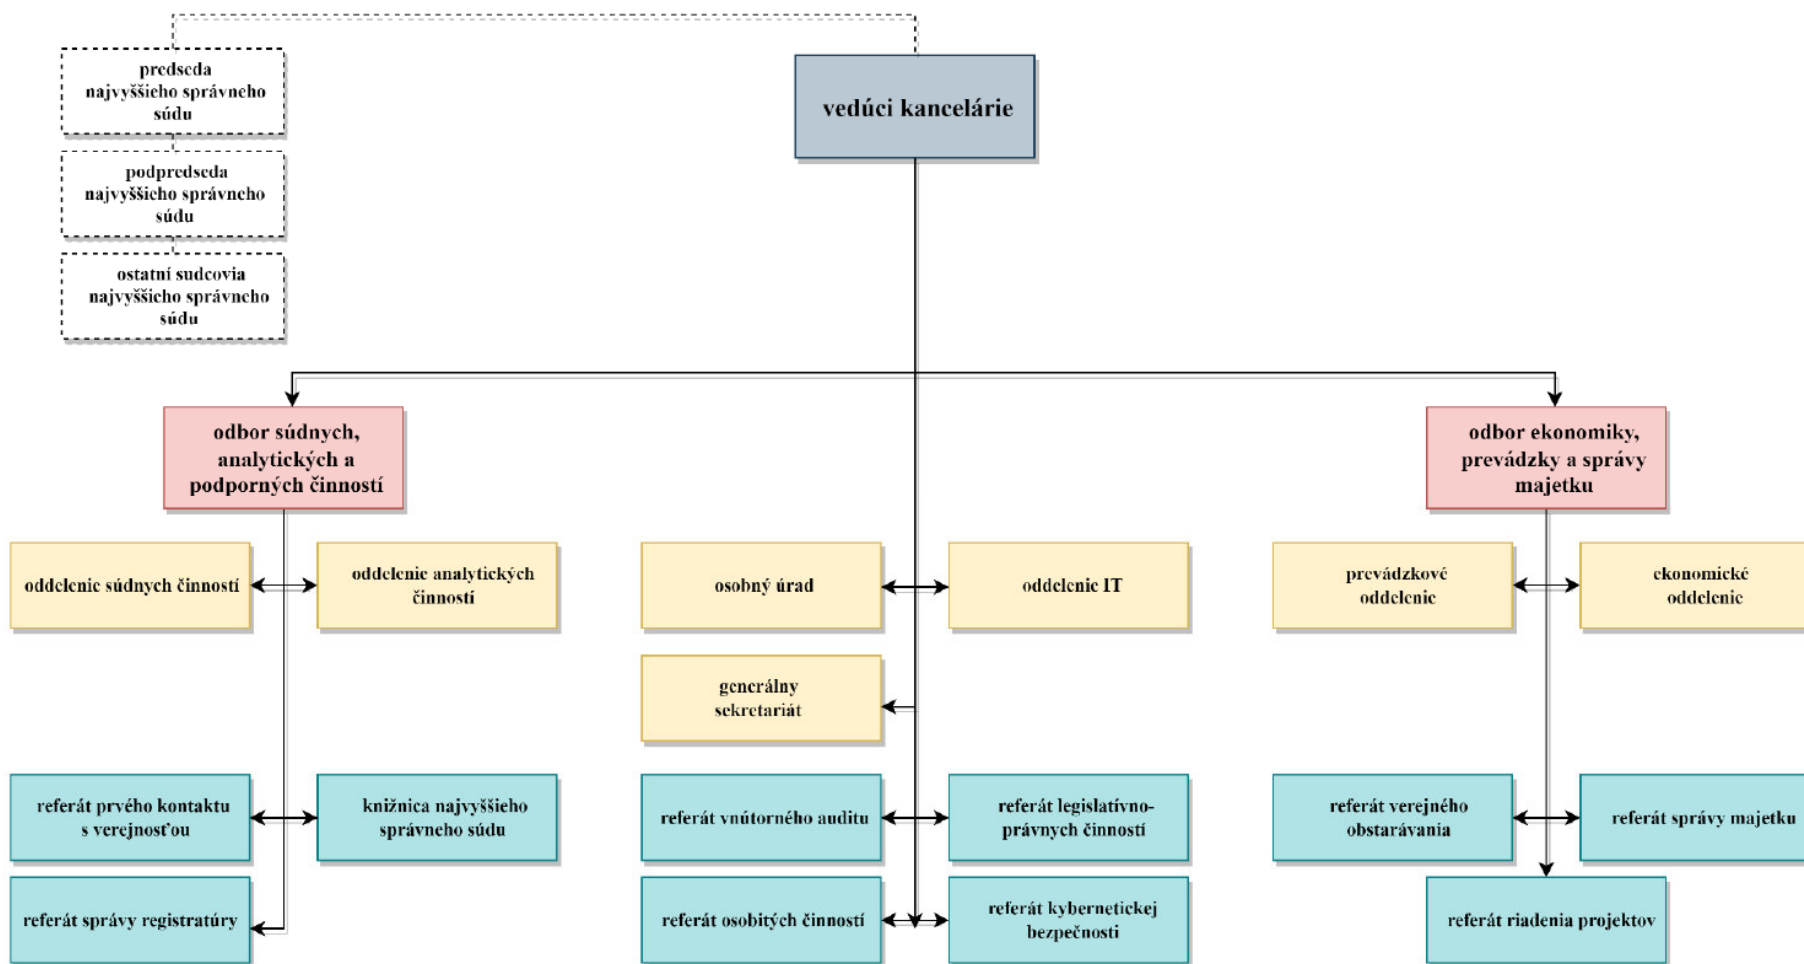 predseda
najvyššieho správneho
súdu
vedúci kancelárie
podpredseda
najvyššieho správneho
súdu
ostatní sudcovia
najvyššieho správneho
súdu
odbor súdnych,
analytických a
podporných činností
odbor ekonomiky,
prevádzky a správy
majetku
oddelenie súdnych činností
oddelenie analytických
činností
osobný úrad
oddelenie IT
prevádzkové
oddelenie
ekonomické
oddelenie
generálny
sekretariát
referát prvého kontaktu
s verejnosťou
knižnica najvyššieho
správneho súdu
referát vnútorného auditu
referát legislatívno-
právnych činností
referát verejného
obstarávania
referát správy majetku
referát správy registratúry
referát osobitých činností
referát kybernetickej
bezpečnosti
referát riadenia projektov